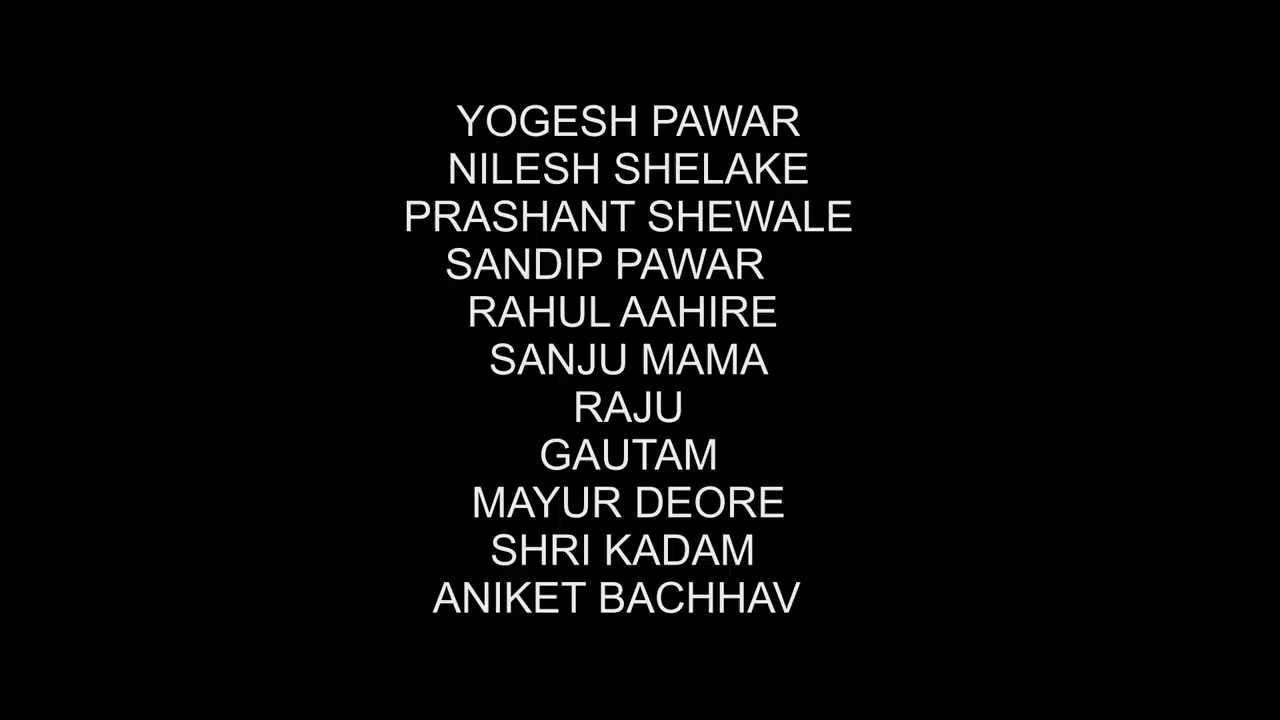 YOGESH PAWAR
NILESH SHELAKE
PRASHANT SHEWALE
SANDIP PAWAR
RAHUL AAHIRE
SANJU MAMA
RAJU
GAUTAM
MAYUR DEORE
SHRI KADAM
ANIKET BACHHAV